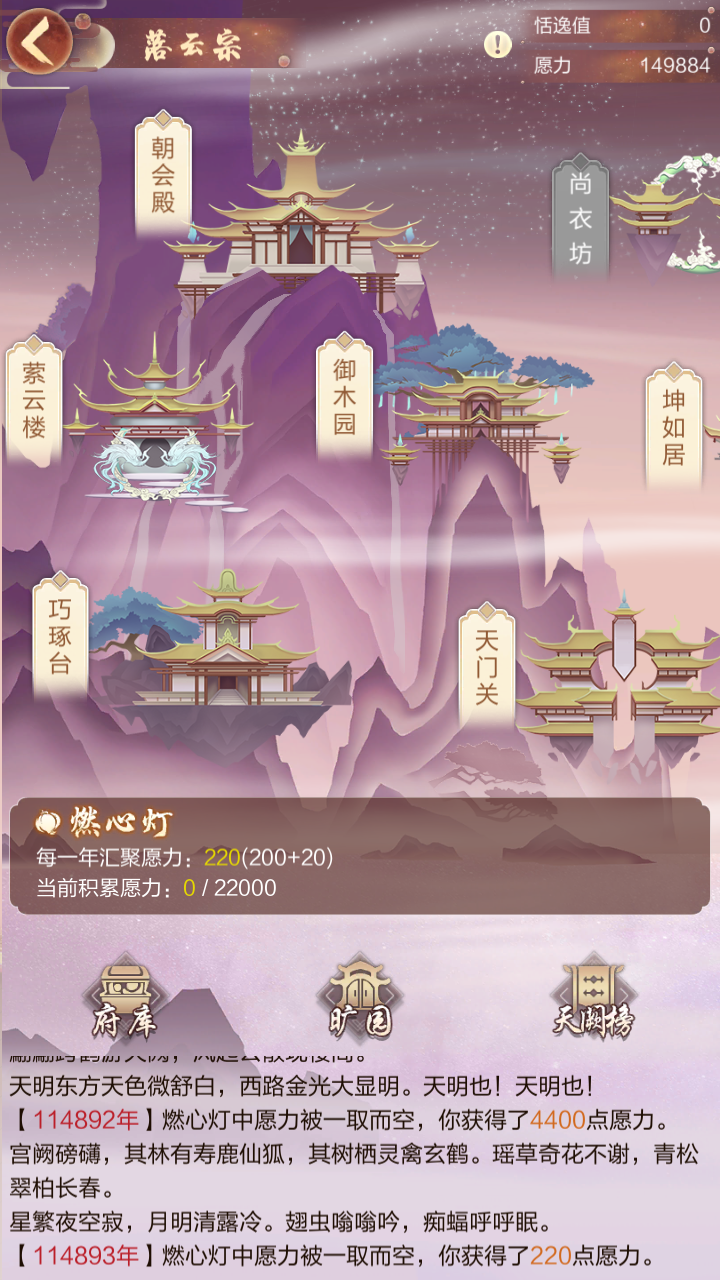 落云宗
恬逸值 0
愿力 149884
朝会殿
尚衣坊
萦云楼
御木园
坤如居
巧琢台
天门关
燃心灯
每一年汇聚愿力：220(200+20)
当前积累愿力：0 / 22000
府库
旷园
天阙榜
天明东方天色微舒白，西路金光大显明。天明也！天明也！
【114892年】燃心灯中愿力被一取而空，你获得了4400点愿力。
宫阙磅礴，其林有寿鹿仙狐，其树栖灵禽玄鹤。瑶草奇花不谢，青松
翠柏长春。
星繁夜空寂，月明清露冷。翅虫嗡嗡吟，痴蝠呼呼眠。
【114893年】燃心灯中愿力被一取而空，你获得了220点愿力。